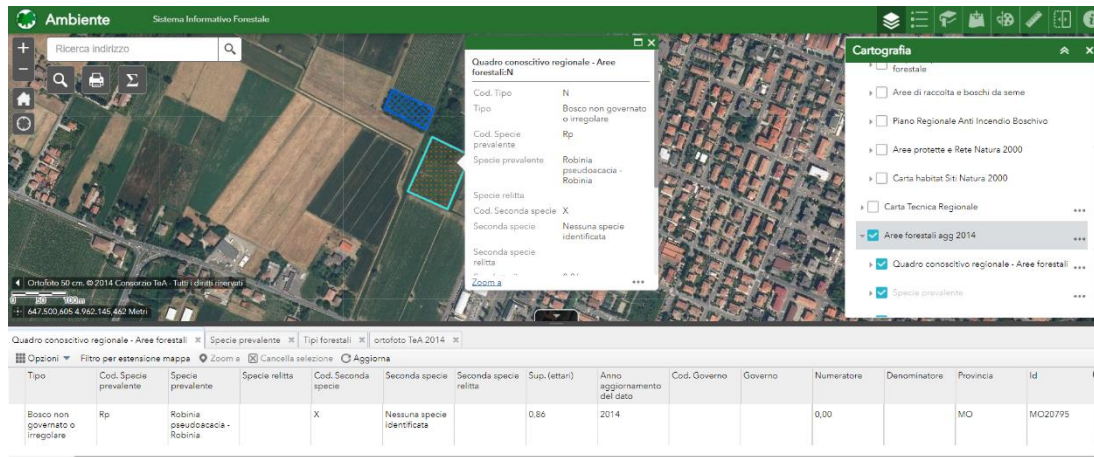 Ambiente
Sistema Informativo Forestale
Ricerca indirizzo
Σ
Ortofoto 50 cm. © 2014 Consorzio TeA - Tutti i diritti riservati
0 50 100m
647.500,605 4.962.145,462 Metri
Quadro conoscitivo regionale - Aree
forestali:N
Cod. Tipo N
Tipo Bosco non governato
o irregolare
Cod. Specie Rp
prevalente
Specie prevalente Robinia
pseudoacacia -
Robinia
Specie relitta
Cod. Seconda specie X
Seconda specie Nessuna specie
identificata
Seconda specie
relitta
Zoom a
Cartografia
forestale
Aree di raccolta e boschi da seme
Piano Regionale Anti Incendio Boschivo
Aree protette e Rete Natura 2000
Carta habitat Siti Natura 2000
Carta Tecnica Regionale
Aree forestali agg 2014
Quadro conoscitivo regionale - Aree forestali
Specie prevalente
Quadro conoscitivo regionale - Aree forestali Specie prevalente Tipi forestali ortofoto TeA 2014
Opzioni Filtro per estensione mappa Zoom a Cancella selezione Aggiorna
Tipo Cod. Specie Specie Specie relitta Cod. Seconda Seconda specie Seconda specie Sup. (ettari) Anno Cod. Governo Governo Numeratore Denominatore Provincia Id
prevalente prevalente specie relitta aggiornamento
del dato
Bosco non Rp Robinia X Nessuna specie 0,86 2014 0,00 MO MO20795
governato o pseudoacacia - identificata
irregolare Robinia